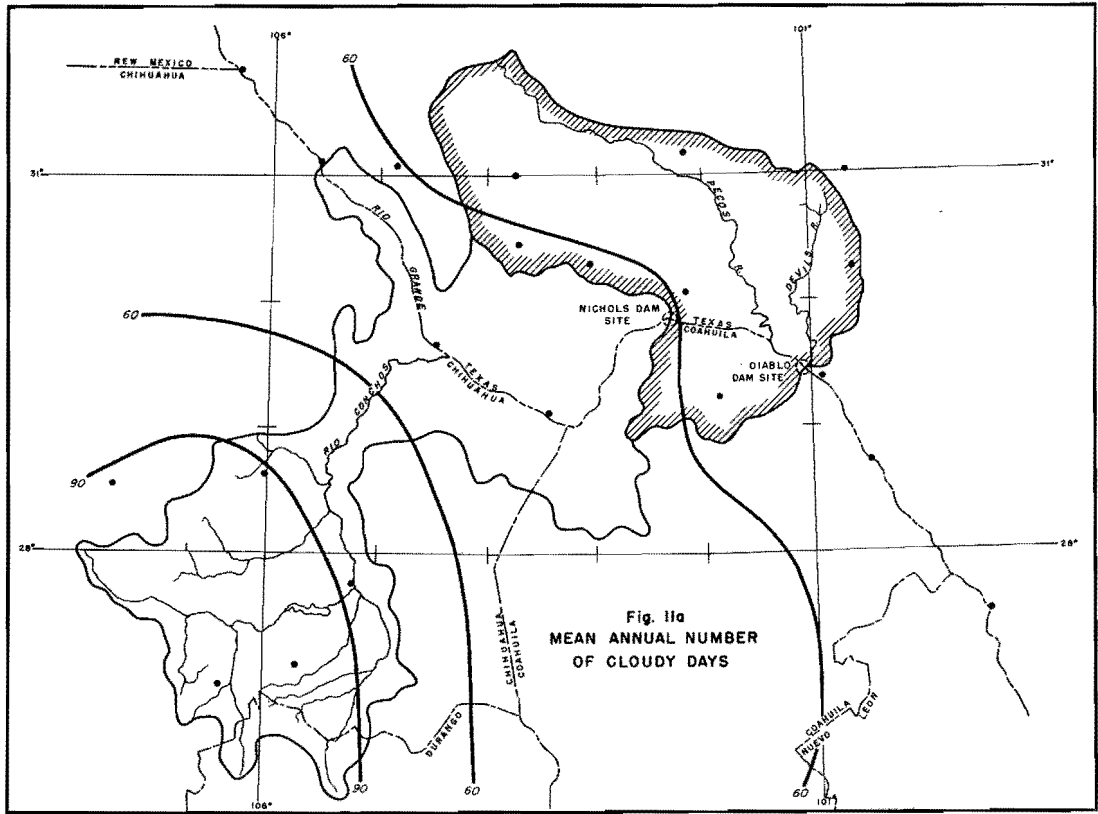 106°
101°
60
NEW MEXICO
CHIHUAHUA
31°
31°
RIO
GRANDE
PECOS
R.
DEVILS
R.
60
NICHOLS DAM
SITE
TEXAS
COAHUILA
DIABLO
DAM SITE
TEXAS
CHIHUAHUA
RIO
CONCHOS
90
28°
28°
Fig. 11a
MEAN ANNUAL NUMBER
OF CLOUDY DAYS
CHIHUAHUA
COAHUILA
DURANGO
COAHUILA
NUEVO
LEON
106°
90
60
60
101°